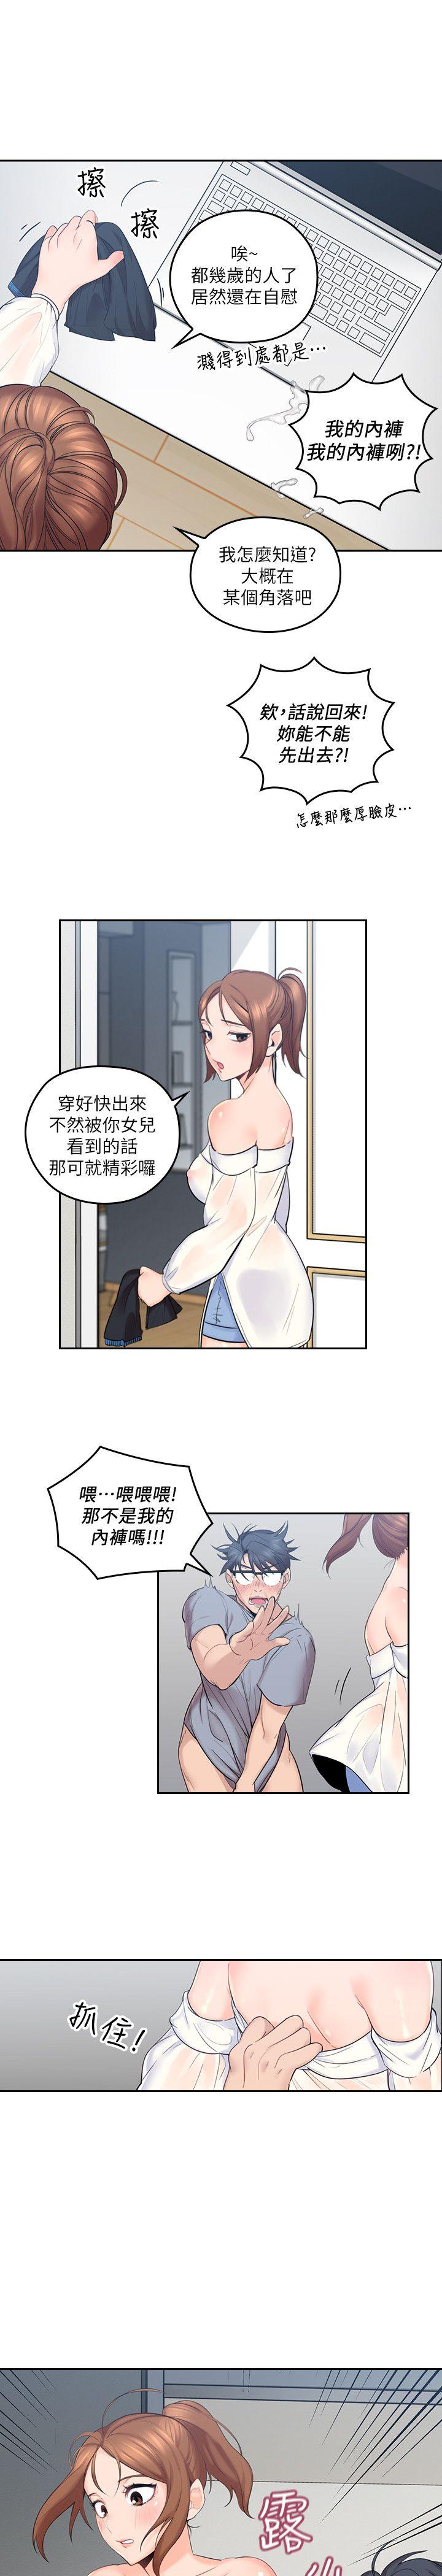 擦
擦
唉~
都幾歲的人了
居然還在自慰
濺得到處都是⋯
我的內褲
我的內褲咧?!
我怎麼知道?
大概在
某個角落吧
欸，話說回來!
妳能不能
先出去?!
怎麼那麼厚臉皮⋯
穿好快出來
不然被你女兒
看到的話
那可就精彩囉
喂⋯喂喂喂!
那不是我的
內褲嗎!!!
抓住!
露